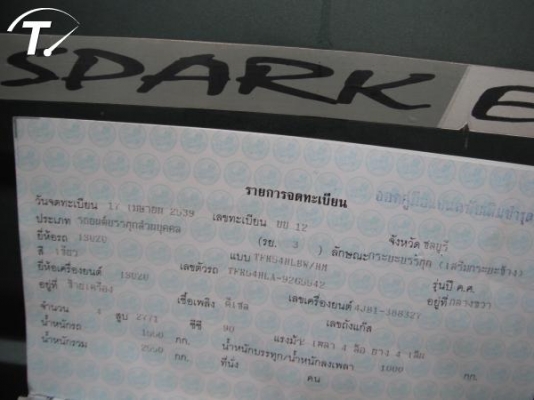 T.
SPARK E
รายการจดทะเบียน
วันจดทะเบียน 17 เมษายน 2539 เลขทะเบียน ยย 12 จังหวัด ชลบุรี
ประเภท รถยนต์บรรทุกส่วนบุคคล (รย. 3 ) ลักษณะกระบะบรรทุก (เสริมกระบะข้าง)
ยี่ห้อรถ ISUZU แบบ รุ่นปี ค.ศ.
สี เขียว เลขตัวรถ อยู่ที่ กลางขวา
ยี่ห้อเครื่องยนต์ ISUZU เลขเครื่องยนต์ 4JB1-388327
อยู่ที่ ซ้ายเครื่อง เชื้อเพลิง ดีเซล เลขถังแก๊ส
จำนวน 4 สูบ 2771 ซีซี 90 แรงม้า เพลา 4 ล้อ ยาง 4 เส้น
น้ำหนักรถ กก. น้ำหนักบรรทุก/น้ำหนักลงเพลา 1000 กก.
น้ำหนักรวม กก. ที่นั่ง คน